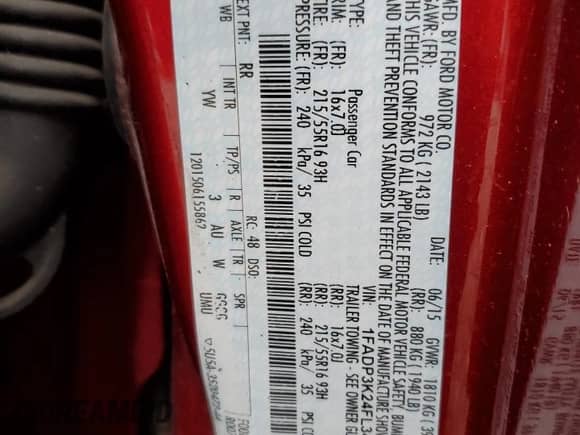 MFD. BY FORD MOTOR CO.
DATE: 06/15 GVWR: 1810 KG
GAWR: (FR): 972 KG ( 2143 LB) (RR): 880 KG ( 1940 LB)
THIS VEHICLE CONFORMS TO ALL APPLICABLE FEDERAL MOTOR VEHICLE SAFETY,
AND THEFT PREVENTION STANDARDS IN EFFECT ON THE DATE OF MANUFACTURE
VIN: 1FADP3K24FL3
TYPE: Passenger Car TRAILER TOWING - SEE OWNER
RIM: (FR): 16x7.0J (RR): 16x7.0J
TIRE: (FR): 215/55R16 93H (RR): 215/55R16 93H
PRESSURE: (FR): 240 kPa/ 35 PSI COLD (RR): 240 kPa/ 35 PSI COLD
EXT PNT: RR RC: 48 DSO:
WB INT TR TP/PS R AXLE TR SPR
YW 3 AU W UMU
1201506155867